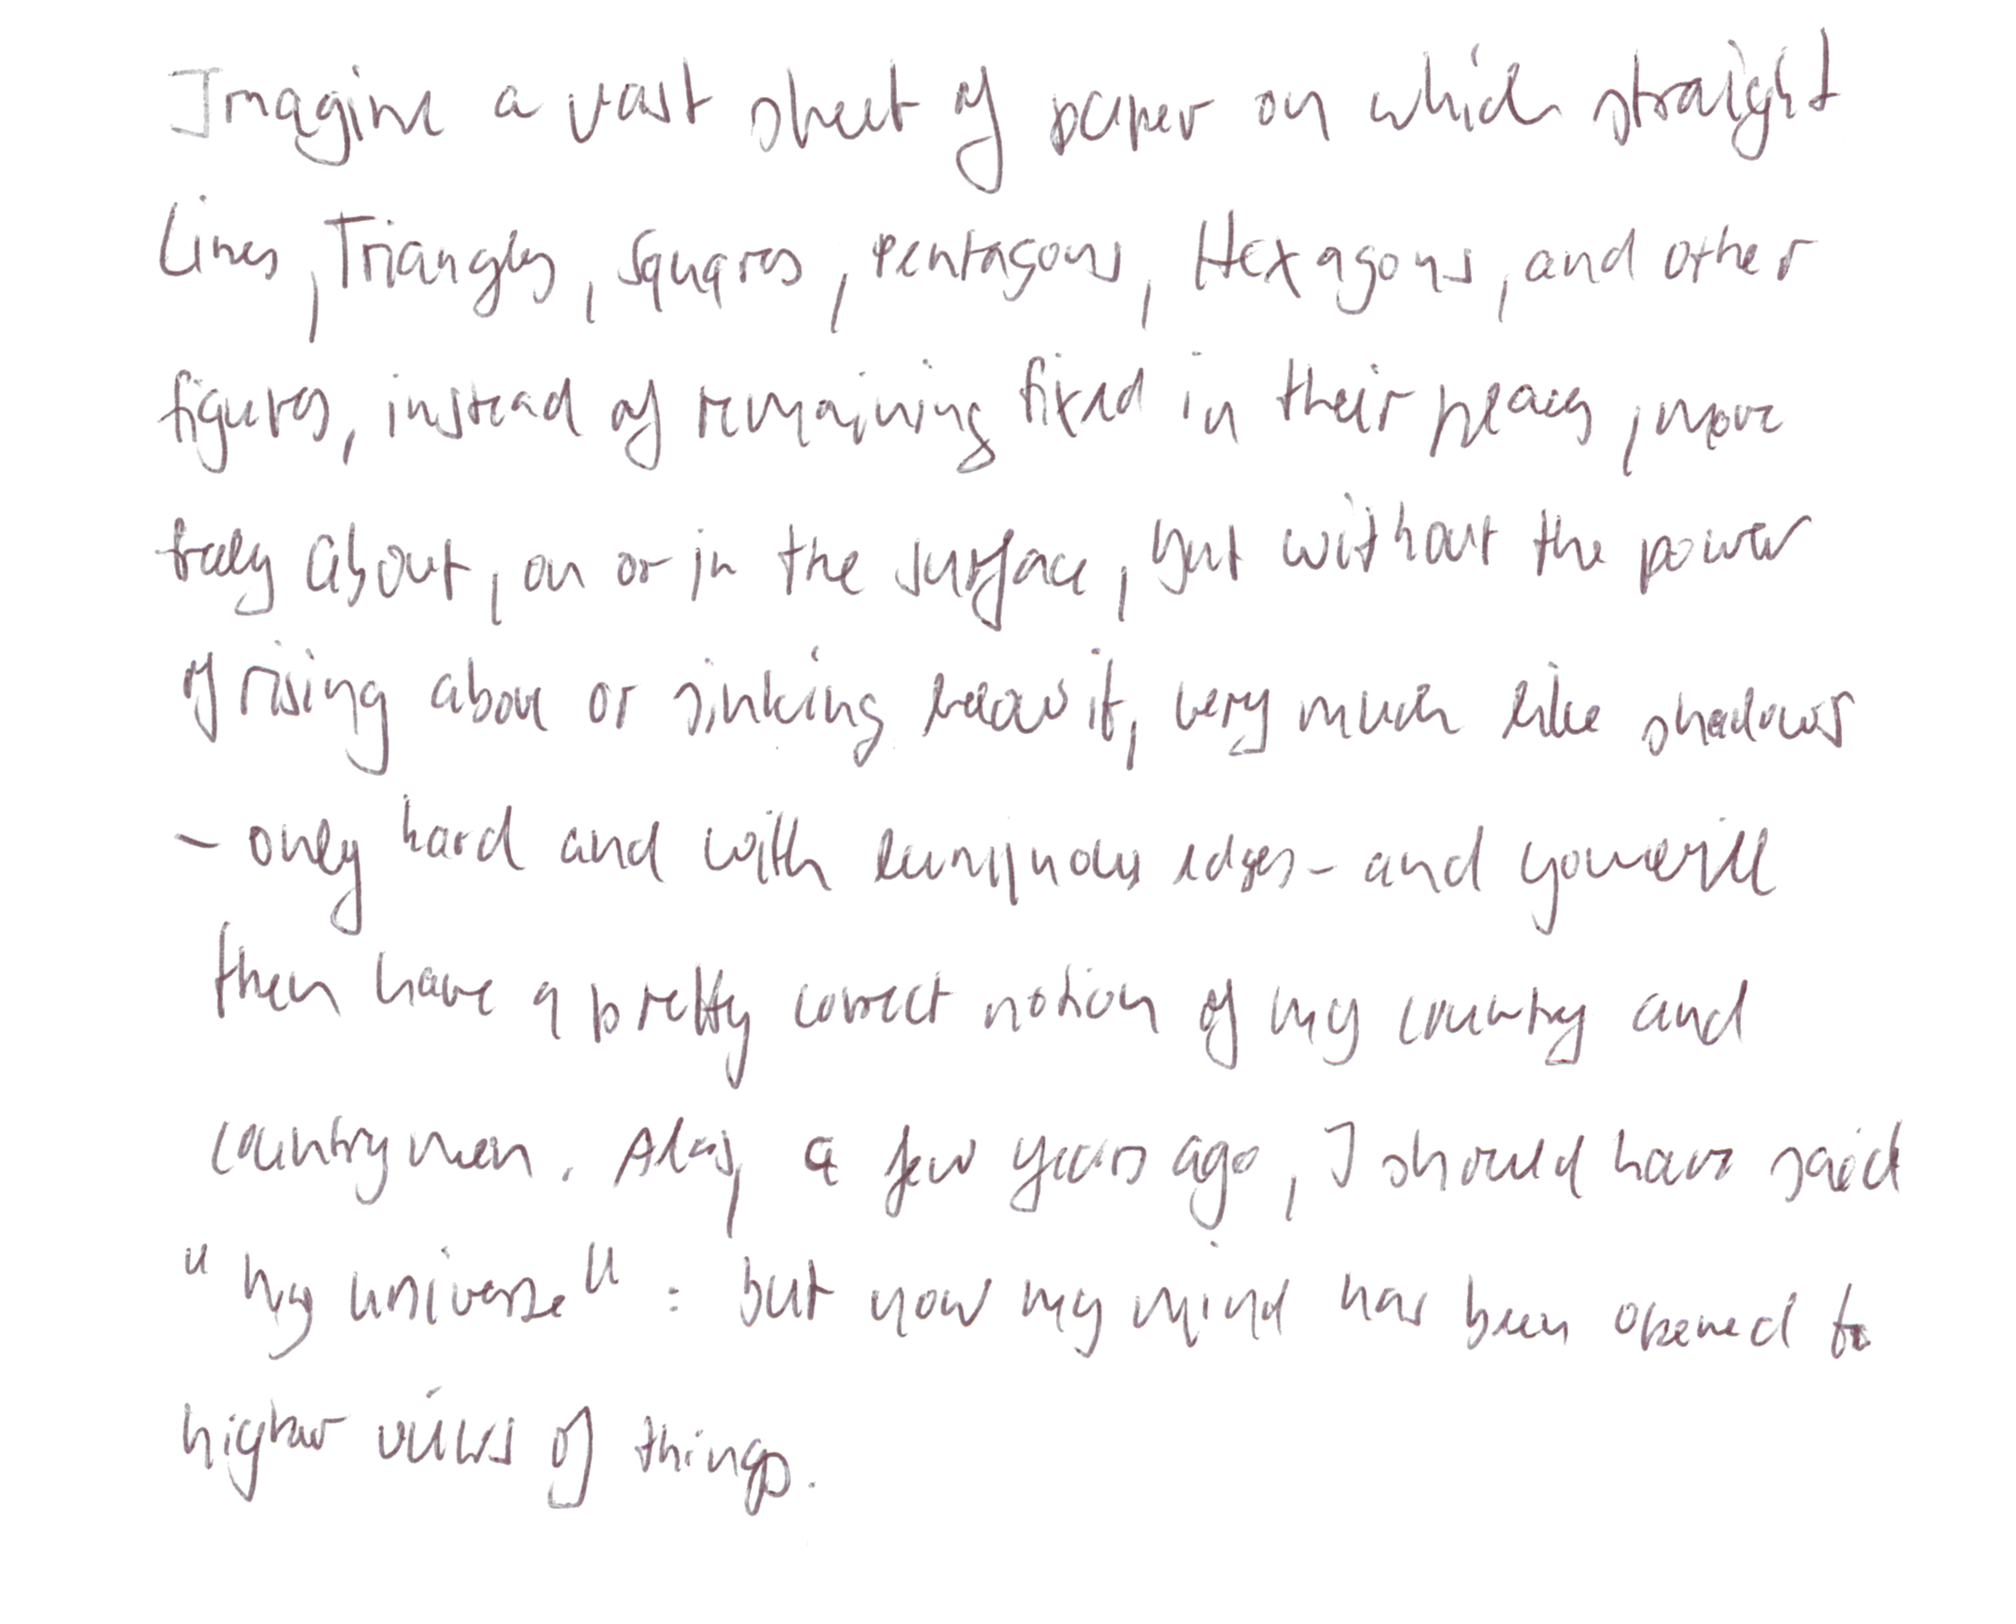 Imagine a vast sheet of paper on which straight
Lines, Triangles, Squares, Pentagons, Hexagons, and other
figures, instead of remaining fixed in their places, move
freely about, on or in the surface, but without the power
of rising above or sinking below it, very much like shadows
- only hard and with luminous edges - and you will
then have a pretty correct notion of my country and
countrymen. Alas, a few years ago, I should have said
"my universe": but now my mind has been opened to
higher views of things.